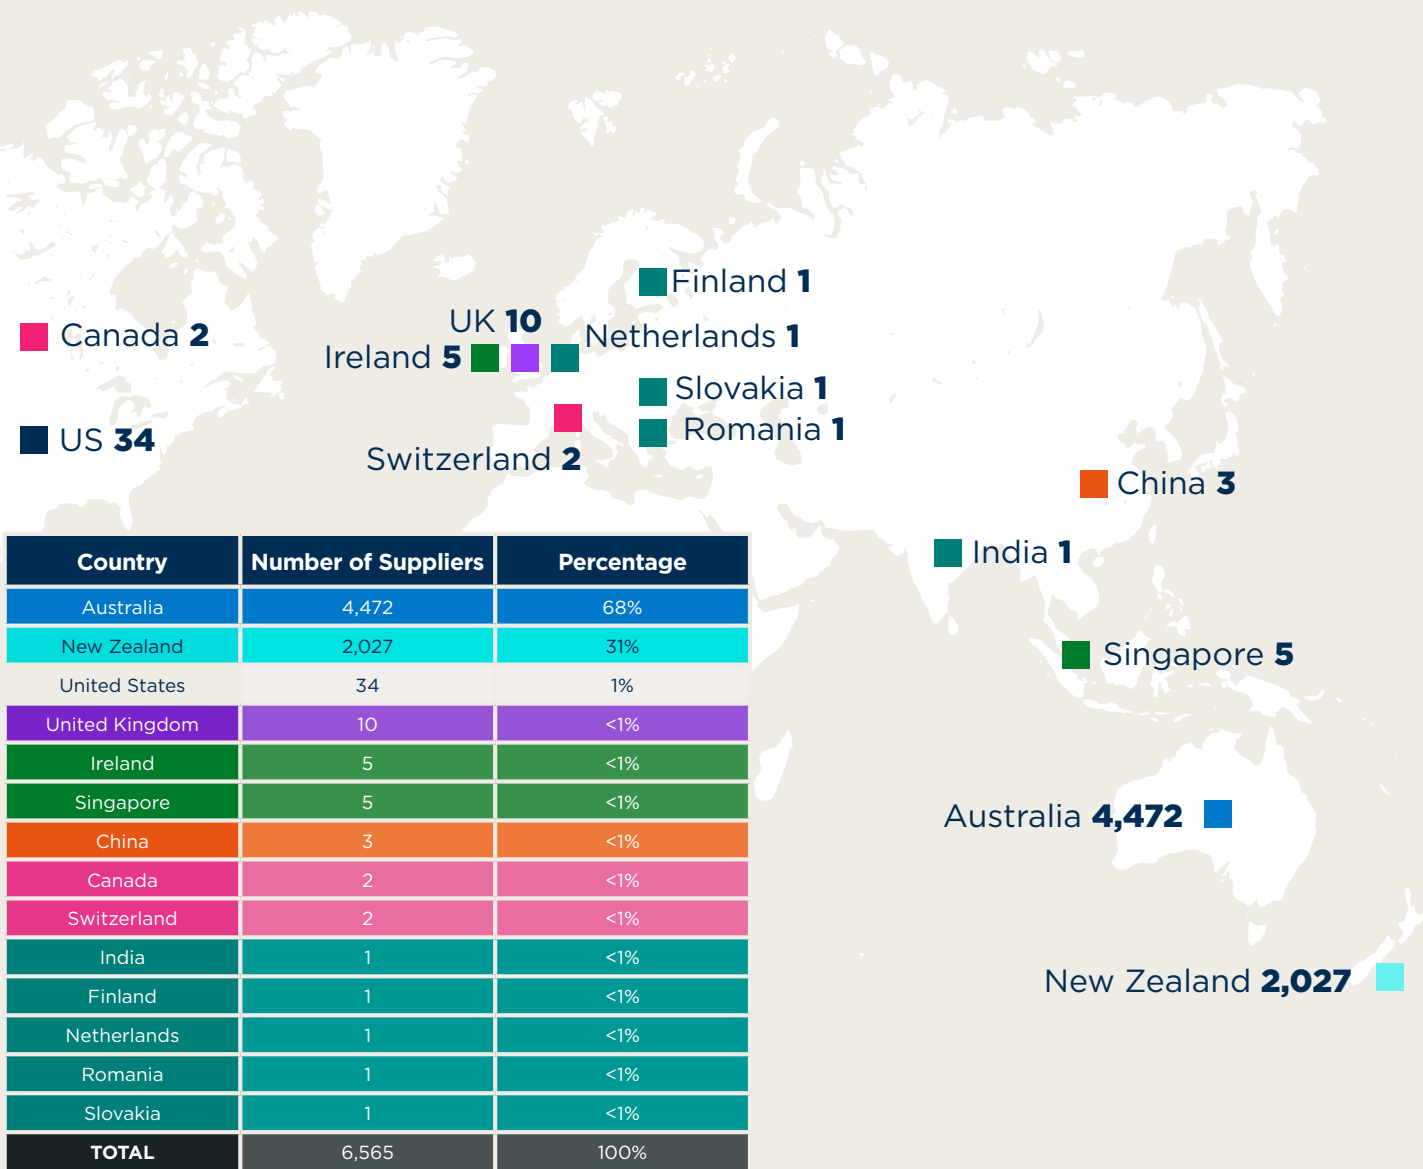 Finland 1
UK 10
Canada 2
Netherlands 1
Ireland 5
Slovakia 1
Romania 1
US 34
Switzerland 2
China 3
India 1
Singapore 5
Australia 4,472
New Zealand 2,027
Country Number of Suppliers Percentage
Australia 4,472 68%
New Zealand 2,027 31%
United States 34 1%
United Kingdom 10 <1%
Ireland 5 <1%
Singapore 5 <1%
China 3 <1%
Canada 2 <1%
Switzerland 2 <1%
India 1 <1%
Finland 1 <1%
Netherlands 1 <1%
Romania 1 <1%
Slovakia 1 <1%
TOTAL 6,565 100%